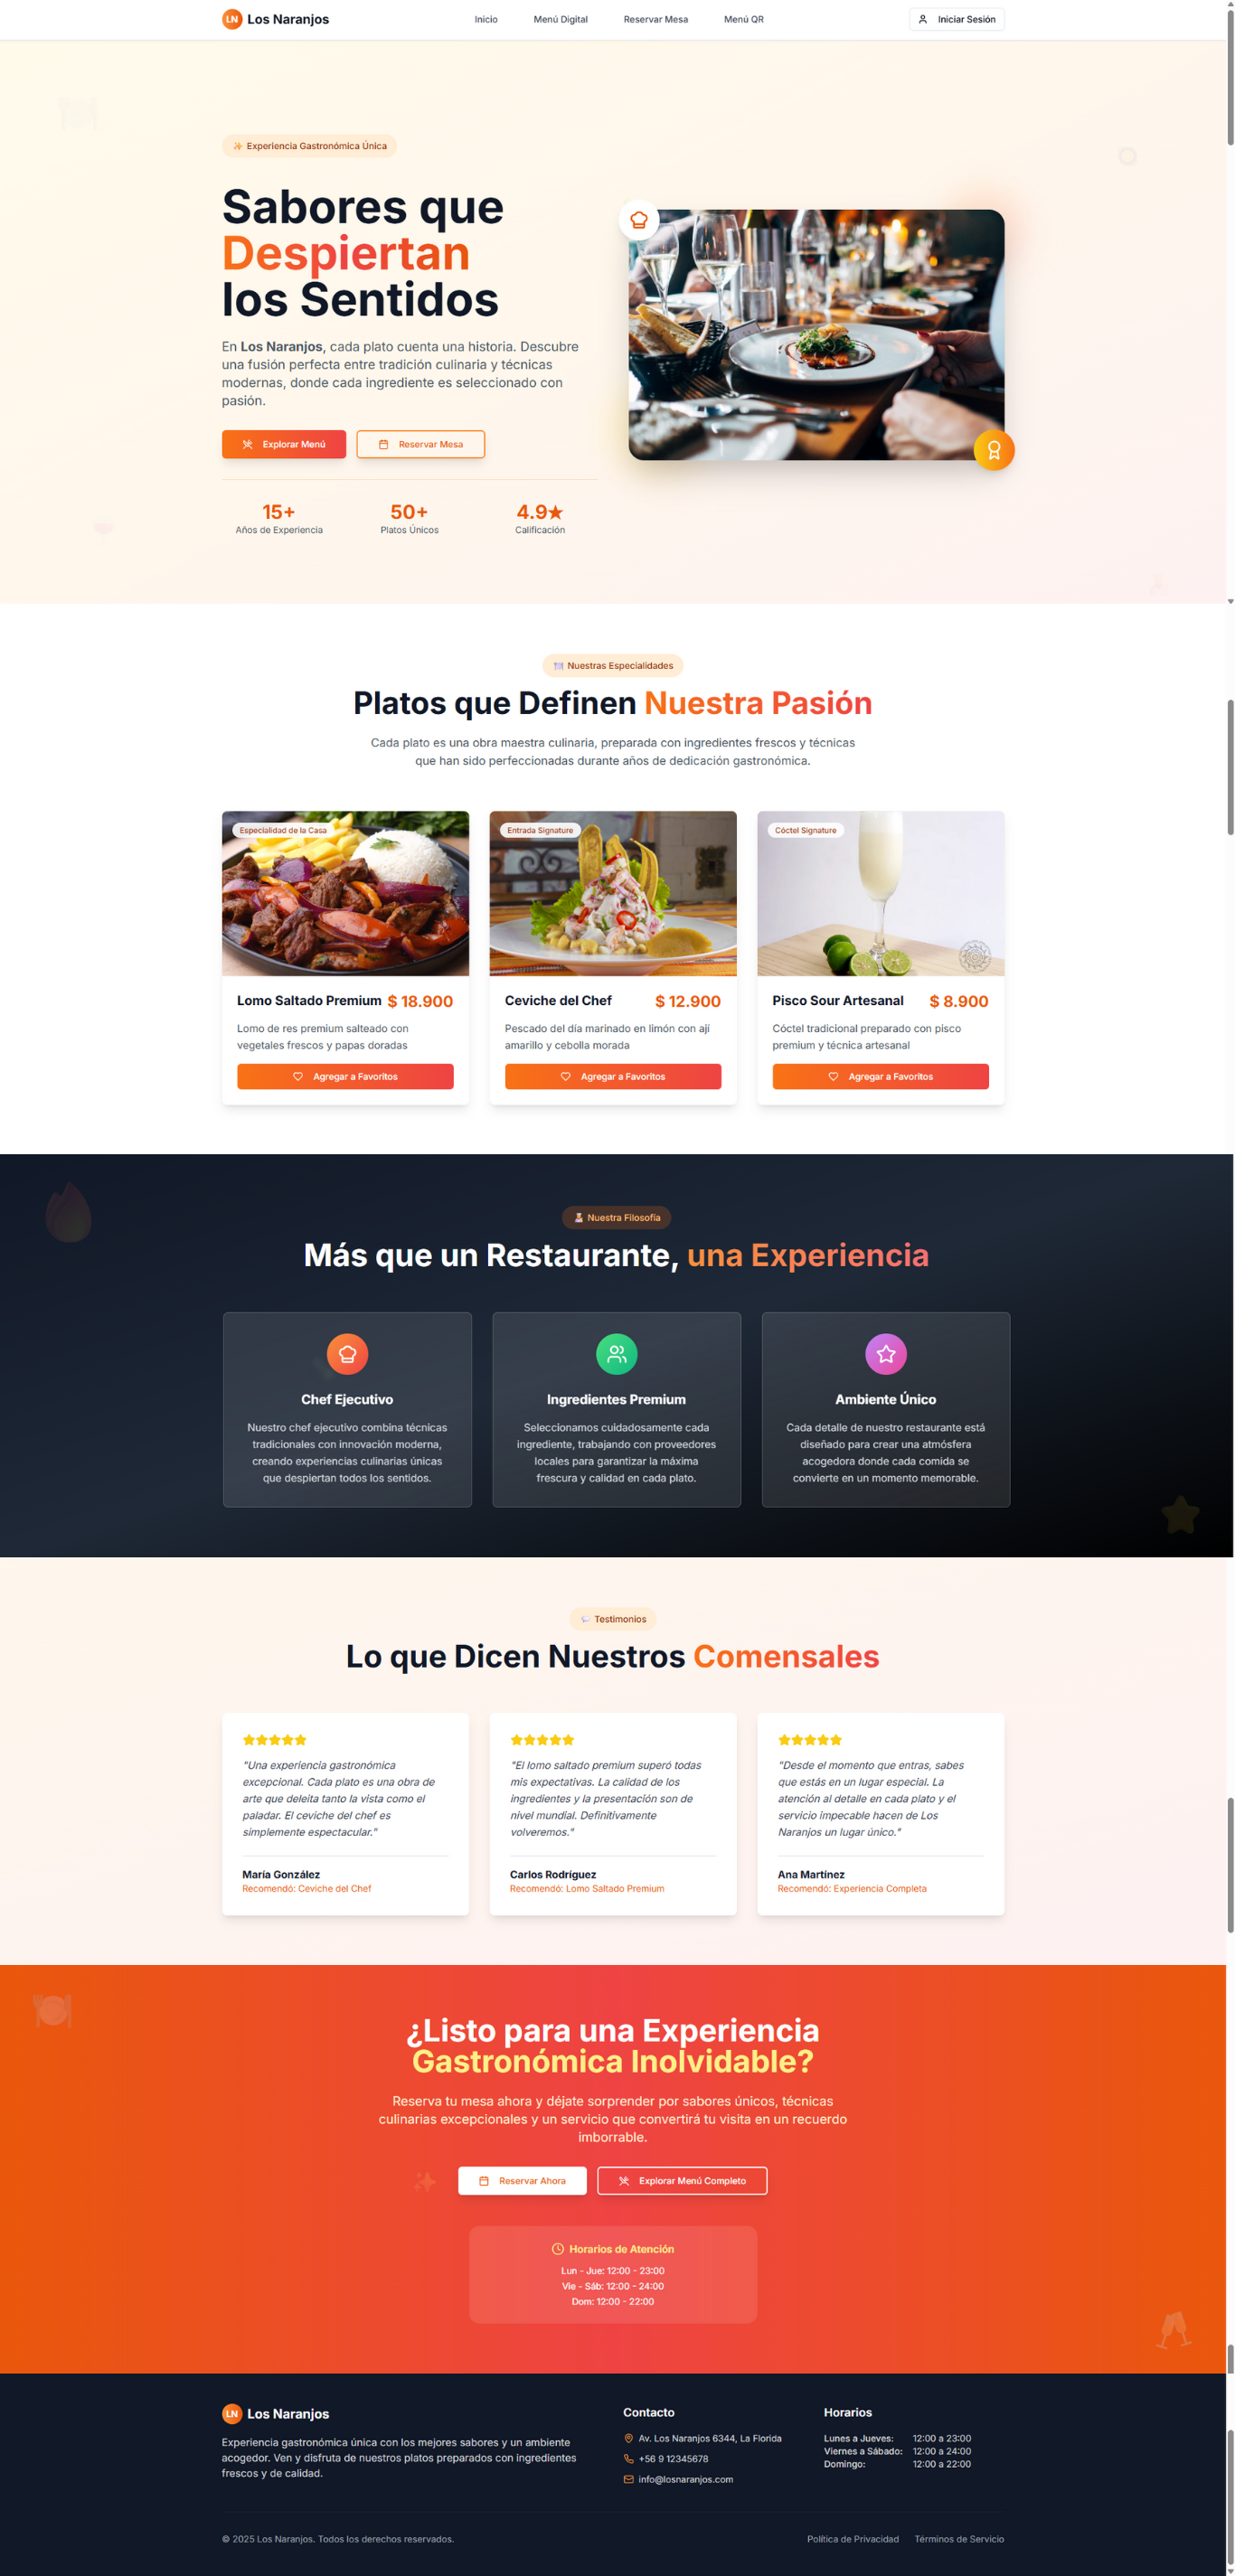 LN Los Naranjos
Inicio
Menú Digital
Reservar Mesa
Menú QR
Iniciar Sesión
Experiencia Gastronómica Única
Sabores que
Despiertan
los Sentidos
En Los Naranjos, cada plato cuenta una historia. Descubre
una fusión perfecta entre tradición culinaria y técnicas
modernas, donde cada ingrediente es seleccionado con
pasión.
Explorar Menú
Reservar Mesa
15+
Años de Experiencia
50+
Platos Únicos
4.9★
Calificación
Nuestras Especialidades
Platos que Definen Nuestra Pasión
Cada plato es una obra maestra culinaria, preparada con ingredientes frescos y técnicas
que han sido perfeccionadas durante años de dedicación gastronómica.
Especialidad de la Casa
Lomo Saltado Premium $ 18.900
Lomo de res premium salteado con
vegetales frescos y papas doradas
Agregar a Favoritos
Entrada Signature
Ceviche del Chef $ 12.900
Pescado del día marinado en limón con ají
amarillo y cebolla morada
Agregar a Favoritos
Cóctel Signature
Pisco Sour Artesanal $ 8.900
Cóctel tradicional preparado con pisco
premium y técnica artesanal
Agregar a Favoritos
Nuestra Filosofía
Más que un Restaurante, una Experiencia
Chef Ejecutivo
Nuestro chef ejecutivo combina técnicas
tradicionales con innovación moderna,
creando experiencias culinarias únicas
que despiertan todos los sentidos.
Ingredientes Premium
Seleccionamos cuidadosamente cada
ingrediente, trabajando con proveedores
locales para garantizar la máxima
frescura y calidad en cada plato.
Ambiente Único
Cada detalle de nuestro restaurante está
diseñado para crear una atmósfera
acogedora donde cada comida se
convierte en un momento memorable.
Testimonios
Lo que Dicen Nuestros Comensales
"Una experiencia gastronómica
excepcional. Cada plato es una obra de
arte que deleita tanto la vista como el
paladar. El ceviche del chef es
simplemente espectacular."
María González
Recomendó: Ceviche del Chef
"El lomo saltado premium superó todas
mis expectativas. La calidad de los
ingredientes y la presentación son de
nivel mundial. Definitivamente
volveremos."
Carlos Rodríguez
Recomendó: Lomo Saltado Premium
"Desde el momento que entras, sabes
que estás en un lugar especial. La
atención al detalle en cada plato y el
servicio impecable hacen de Los
Naranjos un lugar único."
Ana Martínez
Recomendó: Experiencia Completa
¿Listo para una Experiencia
Gastronómica Inolvidable?
Reserva tu mesa ahora y déjate sorprender por sabores únicos, técnicas
culinarias excepcionales y un servicio que convertirá tu visita en un recuerdo
imborrable.
Reservar Ahora
Explorar Menú Completo
Horarios de Atención
Lun - Jue: 12:00 - 23:00
Vie - Sáb: 12:00 - 24:00
Dom: 12:00 - 22:00
LN Los Naranjos
Experiencia gastronómica única con los mejores sabores y un ambiente
acogedor. Ven y disfruta de nuestros platos preparados con ingredientes
frescos y de calidad.
Contacto
Av. Los Naranjos 6344, La Florida
+56 9 12345678
info@losnaranjos.com
Horarios
Lunes a Jueves: 12:00 a 23:00
Viernes a Sábado: 12:00 a 24:00
Domingo: 12:00 a 22:00
© 2025 Los Naranjos. Todos los derechos reservados.
Política de Privacidad
Términos de Servicio